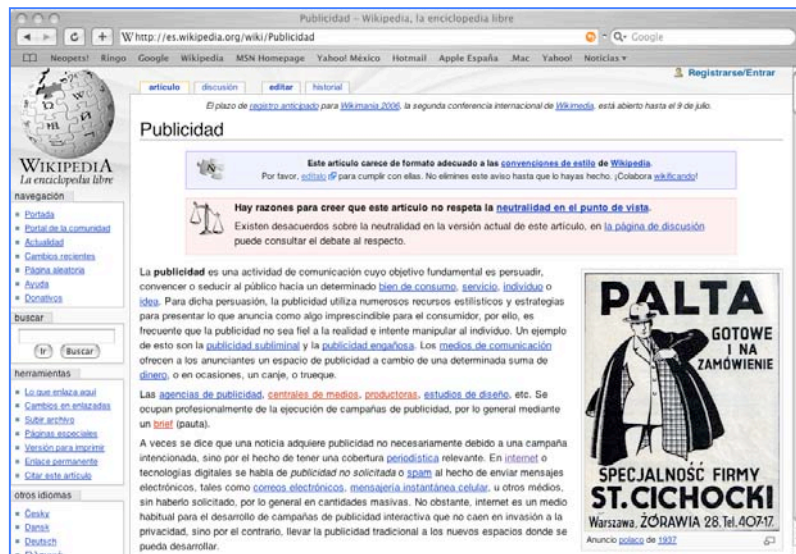 Publicidad – Wikipedia, la enciclopedia libre
http://es.wikipedia.org/wiki/Publicidad
Google
Neopets! Ringo Google Wikipedia MSN Homepage Yahoo! México Hotmail Apple España .Mac Yahoo! Noticias
Registrarse/Entrar
artículo discusión editar historial
El plazo de registro anticipado para Wikimania 2006, la segunda conferencia internacional de Wikimedia, está abierto hasta el 9 de julio.
Publicidad
WIKIPEDIA
La enciclopedia libre
navegación
Portada
Portal de la comunidad
Actualidad
Cambios recientes
Página aleatoria
Ayuda
Donativos
buscar
Ir Buscar
herramientas
Lo que enlaza aquí
Cambios en enlazadas
Subir archivo
Páginas especiales
Versión para imprimir
Enlace permanente
Citar este artículo
otros idiomas
Česky
Dansk
Deutsch
Este artículo carece de formato adecuado a las convenciones de estilo de Wikipedia.
Por favor, edítalo para cumplir con ellas. No elimines este aviso hasta que lo hayas hecho. ¡Colabora wikificando!
Hay razones para creer que este artículo no respeta la neutralidad en el punto de vista.
Existen desacuerdos sobre la neutralidad en la versión actual de este artículo, en la página de discusión
puede consultar el debate al respecto.
La publicidad es una actividad de comunicación cuyo objetivo fundamental es persuadir,
convencer o seducir al público hacia un determinado bien de consumo, servicio, individuo o
idea. Para dicha persuasión, la publicidad utiliza numerosos recursos estilísticos y estrategias
para presentar lo que anuncia como algo imprescindible para el consumidor, por ello, es
frecuente que la publicidad no sea fiel a la realidad e intente manipular al individuo. Un ejemplo
de esto son la publicidad subliminal y la publicidad engañosa. Los medios de comunicación
ofrecen a los anunciantes un espacio de publicidad a cambio de una determinada suma de
dinero, o en ocasiones, un canje, o trueque.
Las agencias de publicidad, centrales de medios, productoras, estudios de diseño, etc. Se
ocupan profesionalmente de la ejecución de campañas de publicidad, por lo general mediante
un brief (pauta).
A veces se dice que una noticia adquiere publicidad no necesariamente debido a una campaña
intencionada, sino por el hecho de tener una cobertura periodística relevante. En internet o
tecnologías digitales se habla de publicidad no solicitada o spam al hecho de enviar mensajes
electrónicos, tales como correos electrónicos, mensajería instantánea celular, u otros médios,
sin haberlo solicitado, por lo general en cantidades masivas. No obstante, internet es un medio
habitual para el desarrollo de campañas de publicidad interactiva que no caen en invasión a la
privacidad, sino por el contrario, llevar la publicidad tradicional a los nuevos espacios donde se
pueda desarrollar.
PALTA
GOTOWE
I NA
ZAMÓWIENIE
SPECJALNOŚĆ FIRMY
ST.CICHOCKI
Warszawa, ŻÓRAWIA 28. Tel. 407-17.
Anuncio polaco de 1937